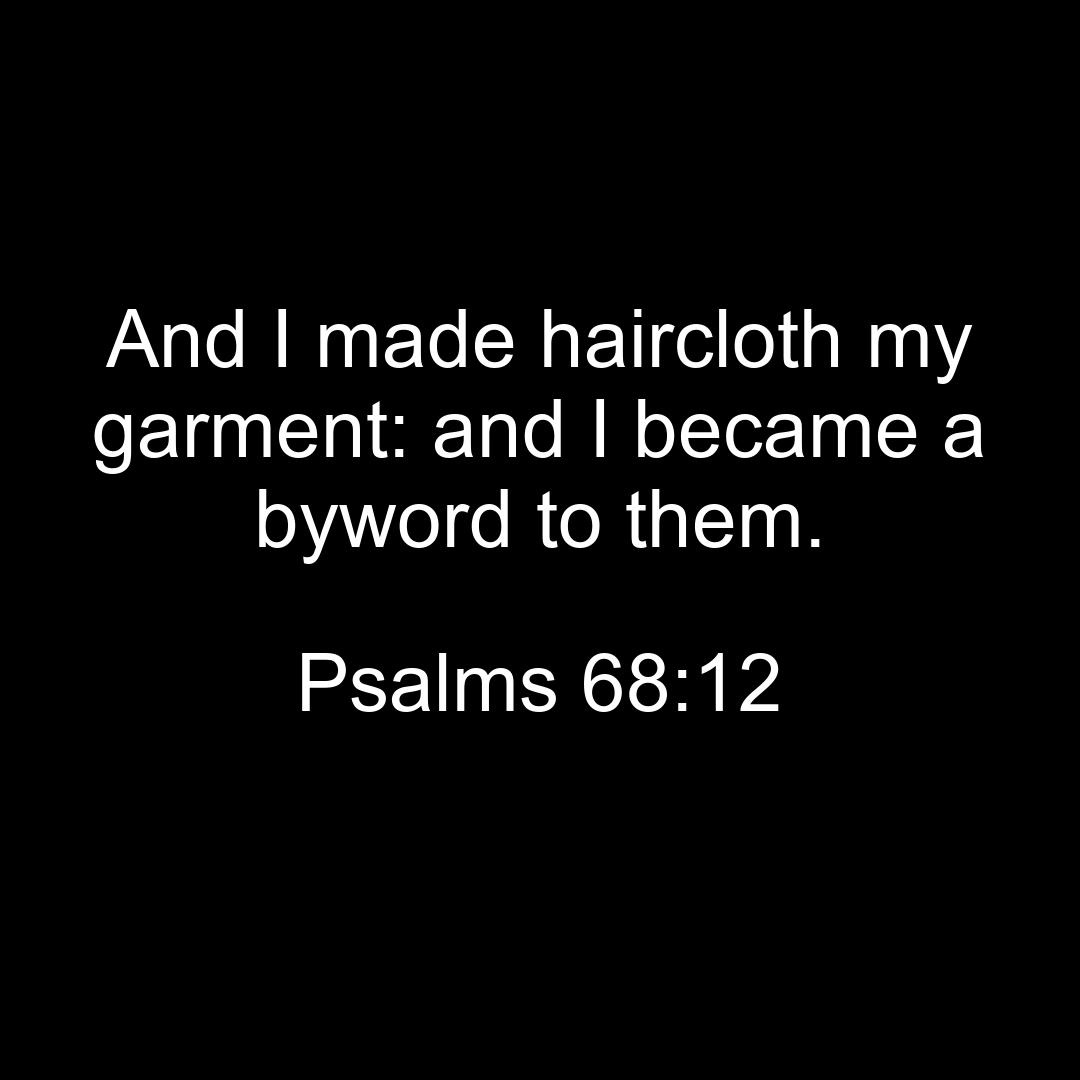 And I made haircloth my
garment: and I became a
byword to them.
Psalms 68:12